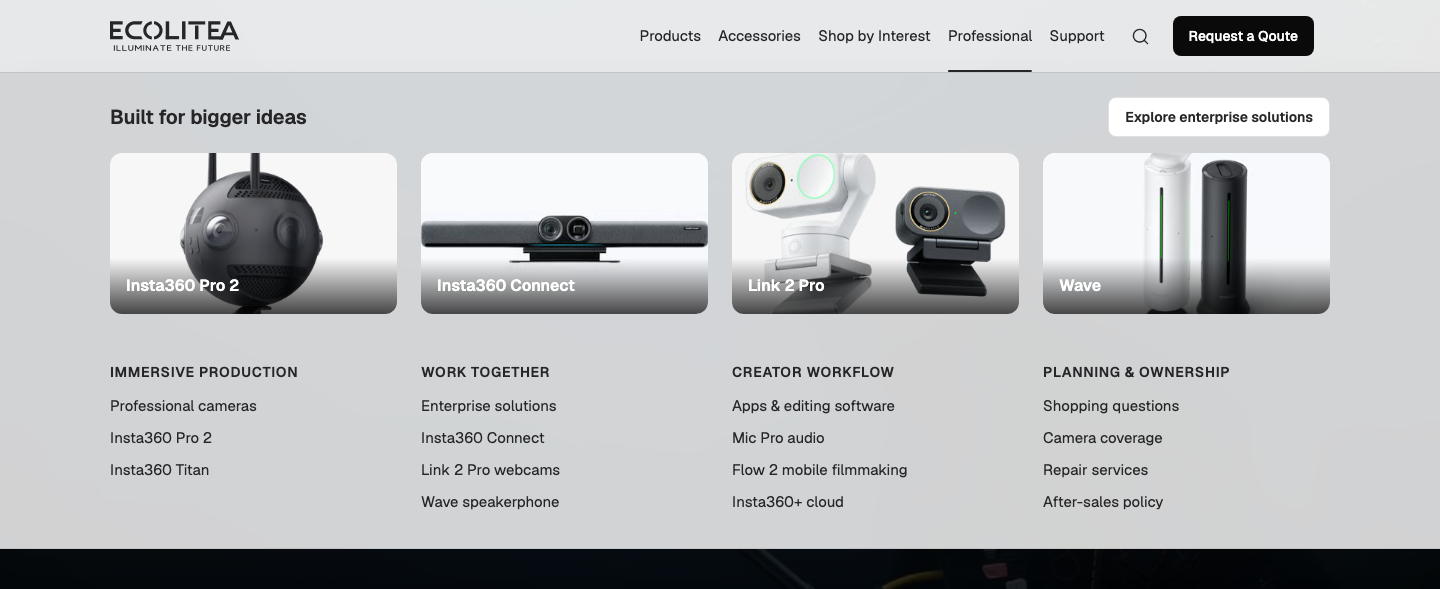 ECOLITEA
ILLUMINATE THE FUTURE
Products
Accessories
Shop by Interest
Professional
Support
Request a Qoute
Built for bigger ideas
Explore enterprise solutions
Insta360 Pro 2
Insta360 Connect
Link 2 Pro
Wave
IMMERSIVE PRODUCTION
Professional cameras
Insta360 Pro 2
Insta360 Titan
WORK TOGETHER
Enterprise solutions
Insta360 Connect
Link 2 Pro webcams
Wave speakerphone
CREATOR WORKFLOW
Apps & editing software
Mic Pro audio
Flow 2 mobile filmmaking
Insta360+ cloud
PLANNING & OWNERSHIP
Shopping questions
Camera coverage
Repair services
After-sales policy